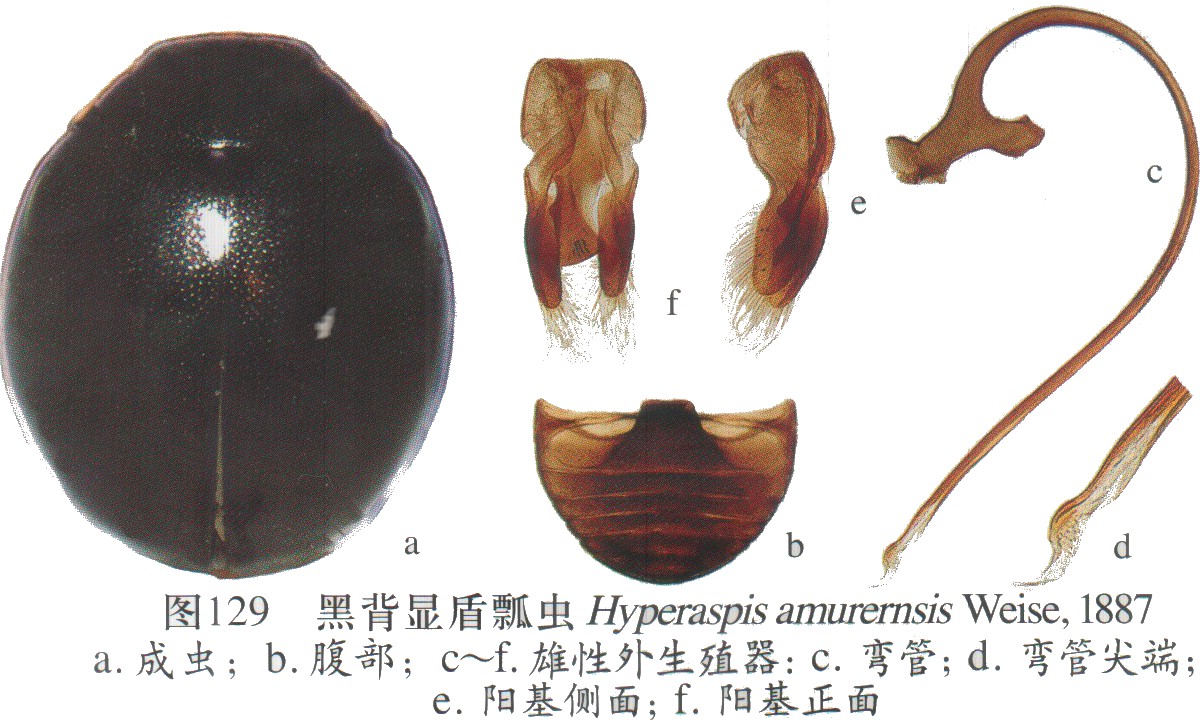 a
b
c
d
e
f
图129 黑背显盾瓢虫 Hyperaspis amurernsis Weise, 1887
a. 成虫；b. 腹部；c～f. 雄性外生殖器：c. 弯管；d. 弯管尖端；
e. 阳基侧面；f. 阳基正面